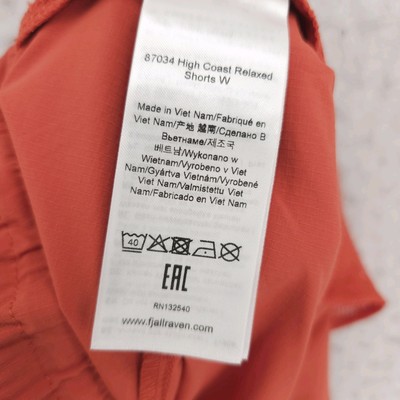 87034 High Coast Relaxed
Shorts W
Made in Viet Nam/Fabriqué en
Viet Nam/产地 越南/Сделано В
Вьетнаме/제조국
베트남/Wykonano w
Wietnam/Vyrobeno v Viet
Nam/Gyártva Vietnám/Vyrobené
Viet Nam/Valmistettu Viet
Nam/Fabricado en Viet Nam
40
EAC
RN132540
www.fjallraven.com